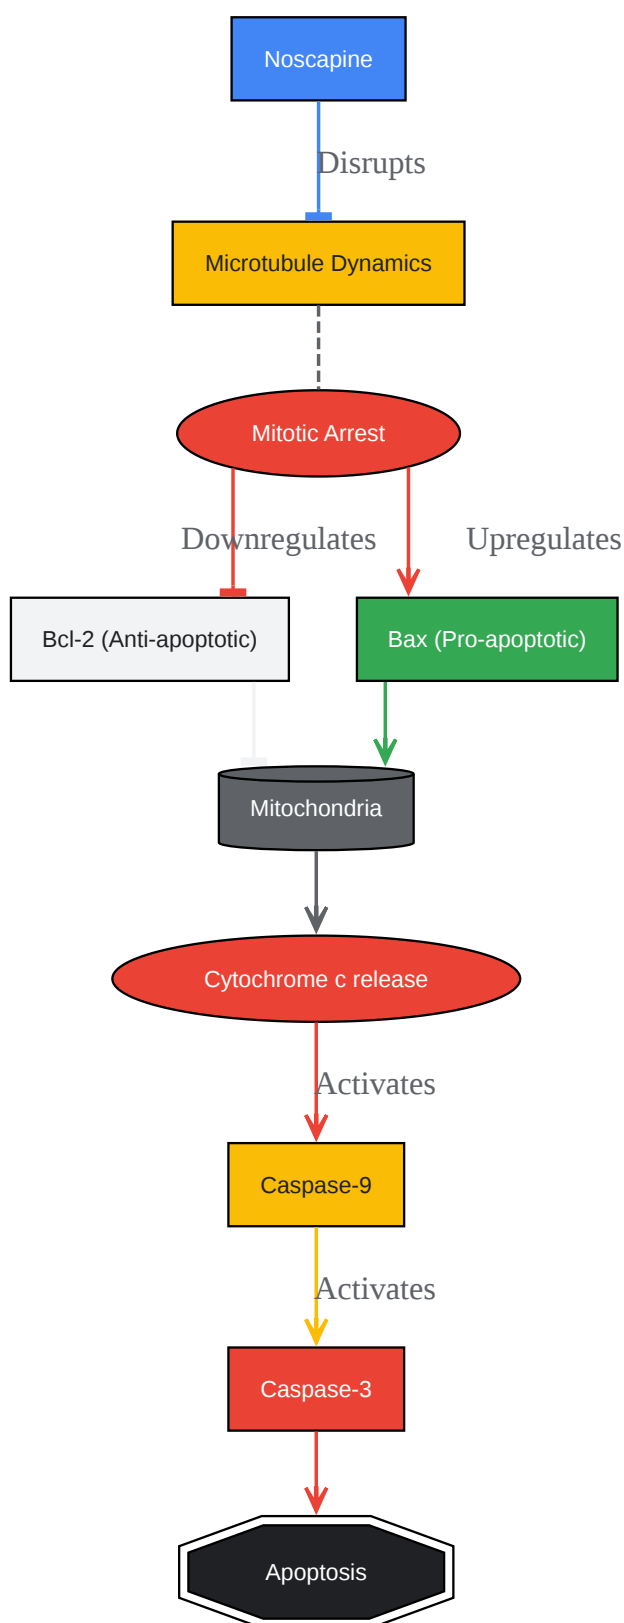 Noscapine
Disrupts
Microtubule Dynamics
Mitotic Arrest
Downregulates
Upregulates
Bcl-2 (Anti-apoptotic)
Bax (Pro-apoptotic)
Mitochondria
Cytochrome c release
Activates
Caspase-9
Activates
Caspase-3
Apoptosis